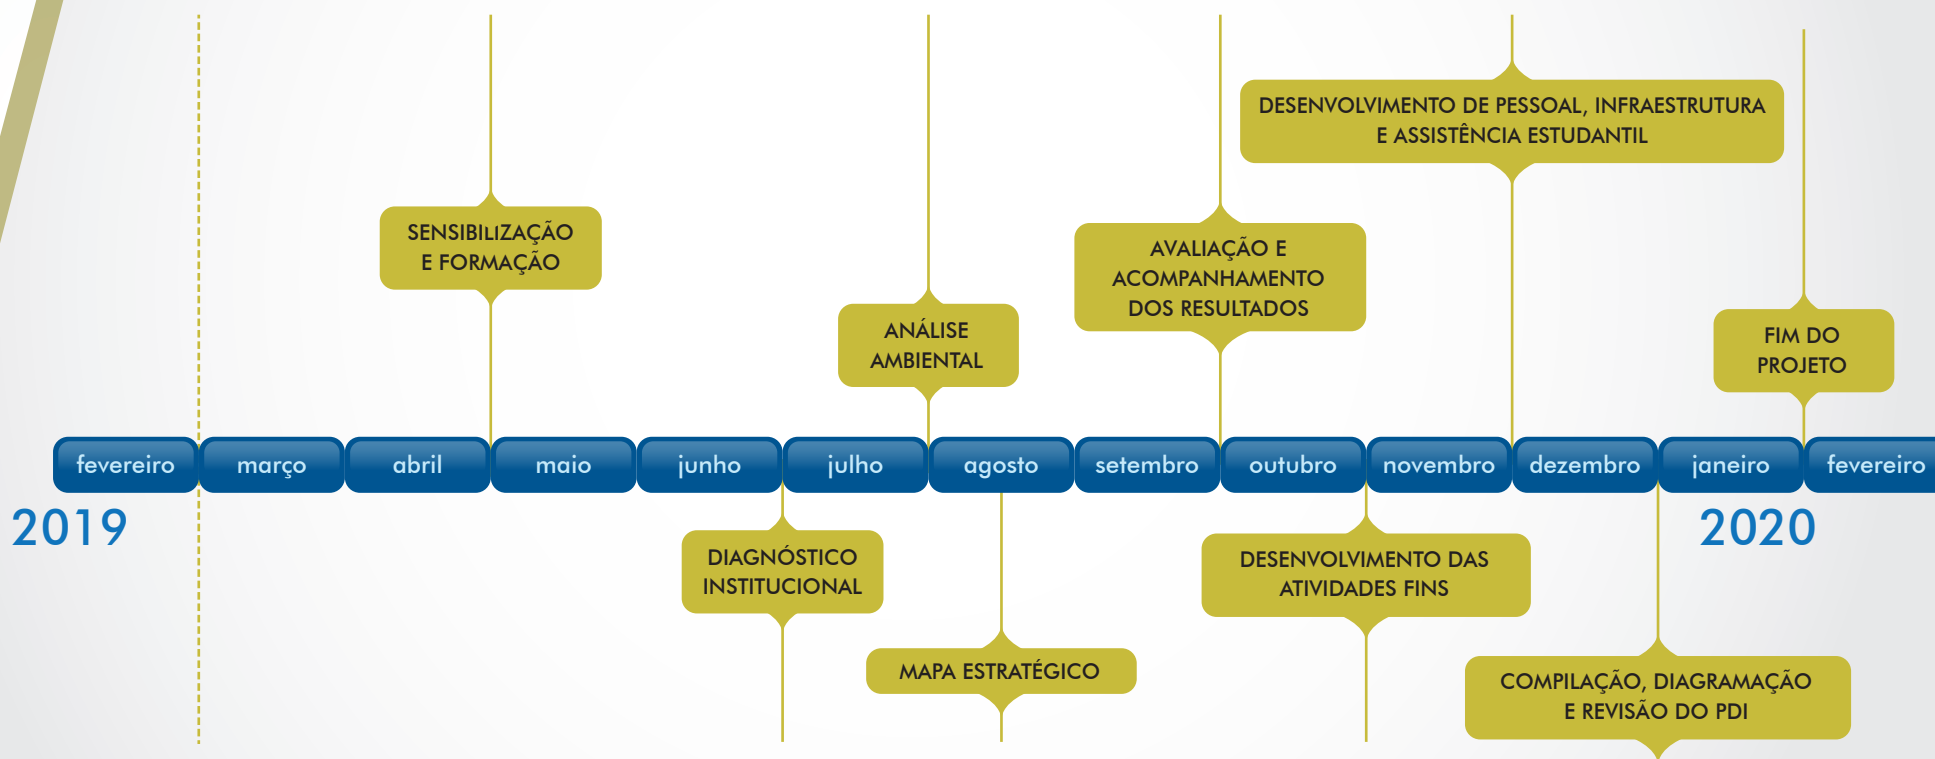 DESENVOLVIMENTO DE PESSOAL, INFRAESTRUTURA
E ASSISTÊNCIA ESTUDANTIL
SENSIBILIZAÇÃO
E FORMAÇÃO
AVALIAÇÃO E
ACOMPANHAMENTO
DOS RESULTADOS
ANÁLISE
AMBIENTAL
FIM DO
PROJETO
fevereiro março abril maio junho julho agosto setembro outubro novembro dezembro janeiro fevereiro
2019 2020
DIAGNÓSTICO
INSTITUCIONAL
DESENVOLVIMENTO DAS
ATIVIDADES FINS
MAPA ESTRATÉGICO
COMPILAÇÃO, DIAGRAMAÇÃO
E REVISÃO DO PDI